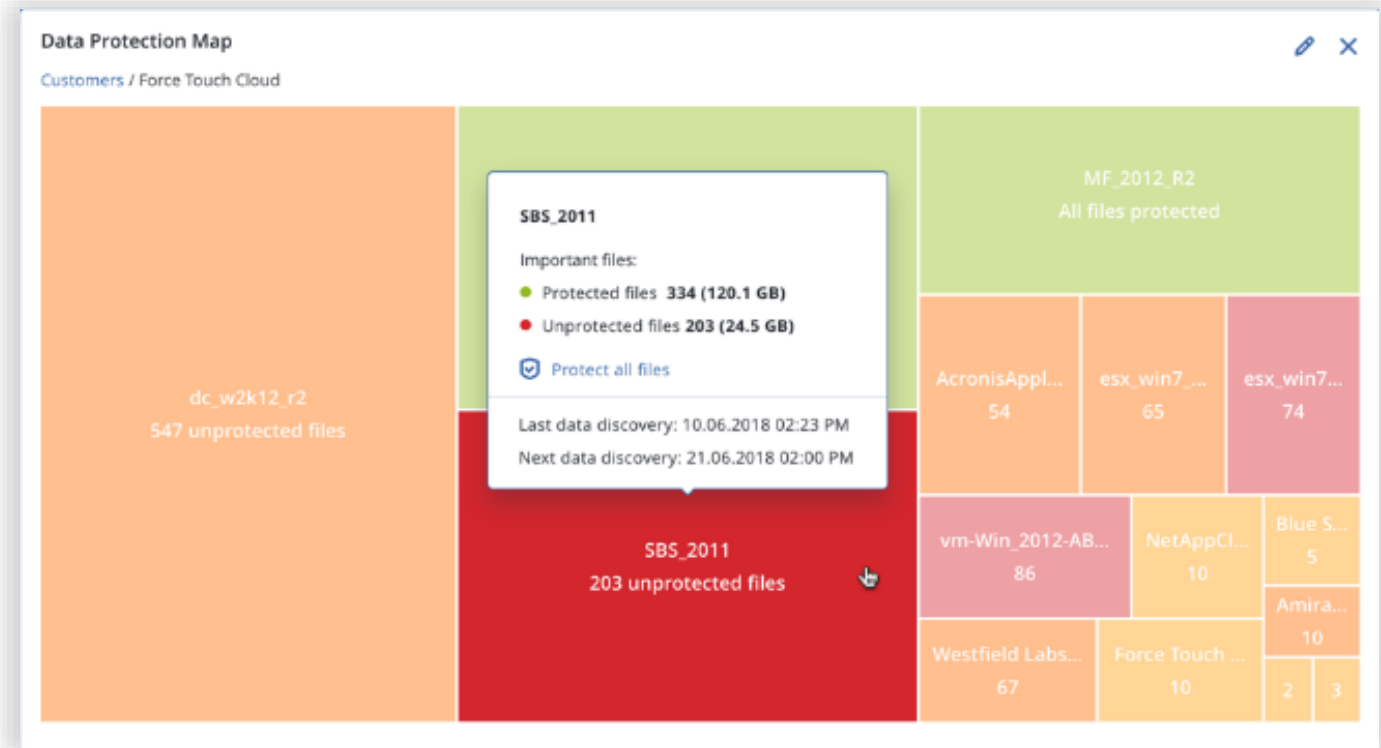 Data Protection Map
Customers / Force Touch Cloud
dc_w2k12_r2
547 unprotected files
SBS_2011
Important files:
Protected files 334 (120.1 GB)
Unprotected files 203 (24.5 GB)
Protect all files
Last data discovery: 10.06.2018 02:23 PM
Next data discovery: 21.06.2018 02:00 PM
SBS_2011
203 unprotected files
MF_2012_R2
All files protected
AcronisAppl...
54
esx_win7_...
65
esx_win7...
74
vm-Win_2012-AB...
86
NetAppCl...
10
Blue S...
5
Amira...
10
Westfield Labs...
67
Force Touch ...
10
2
3